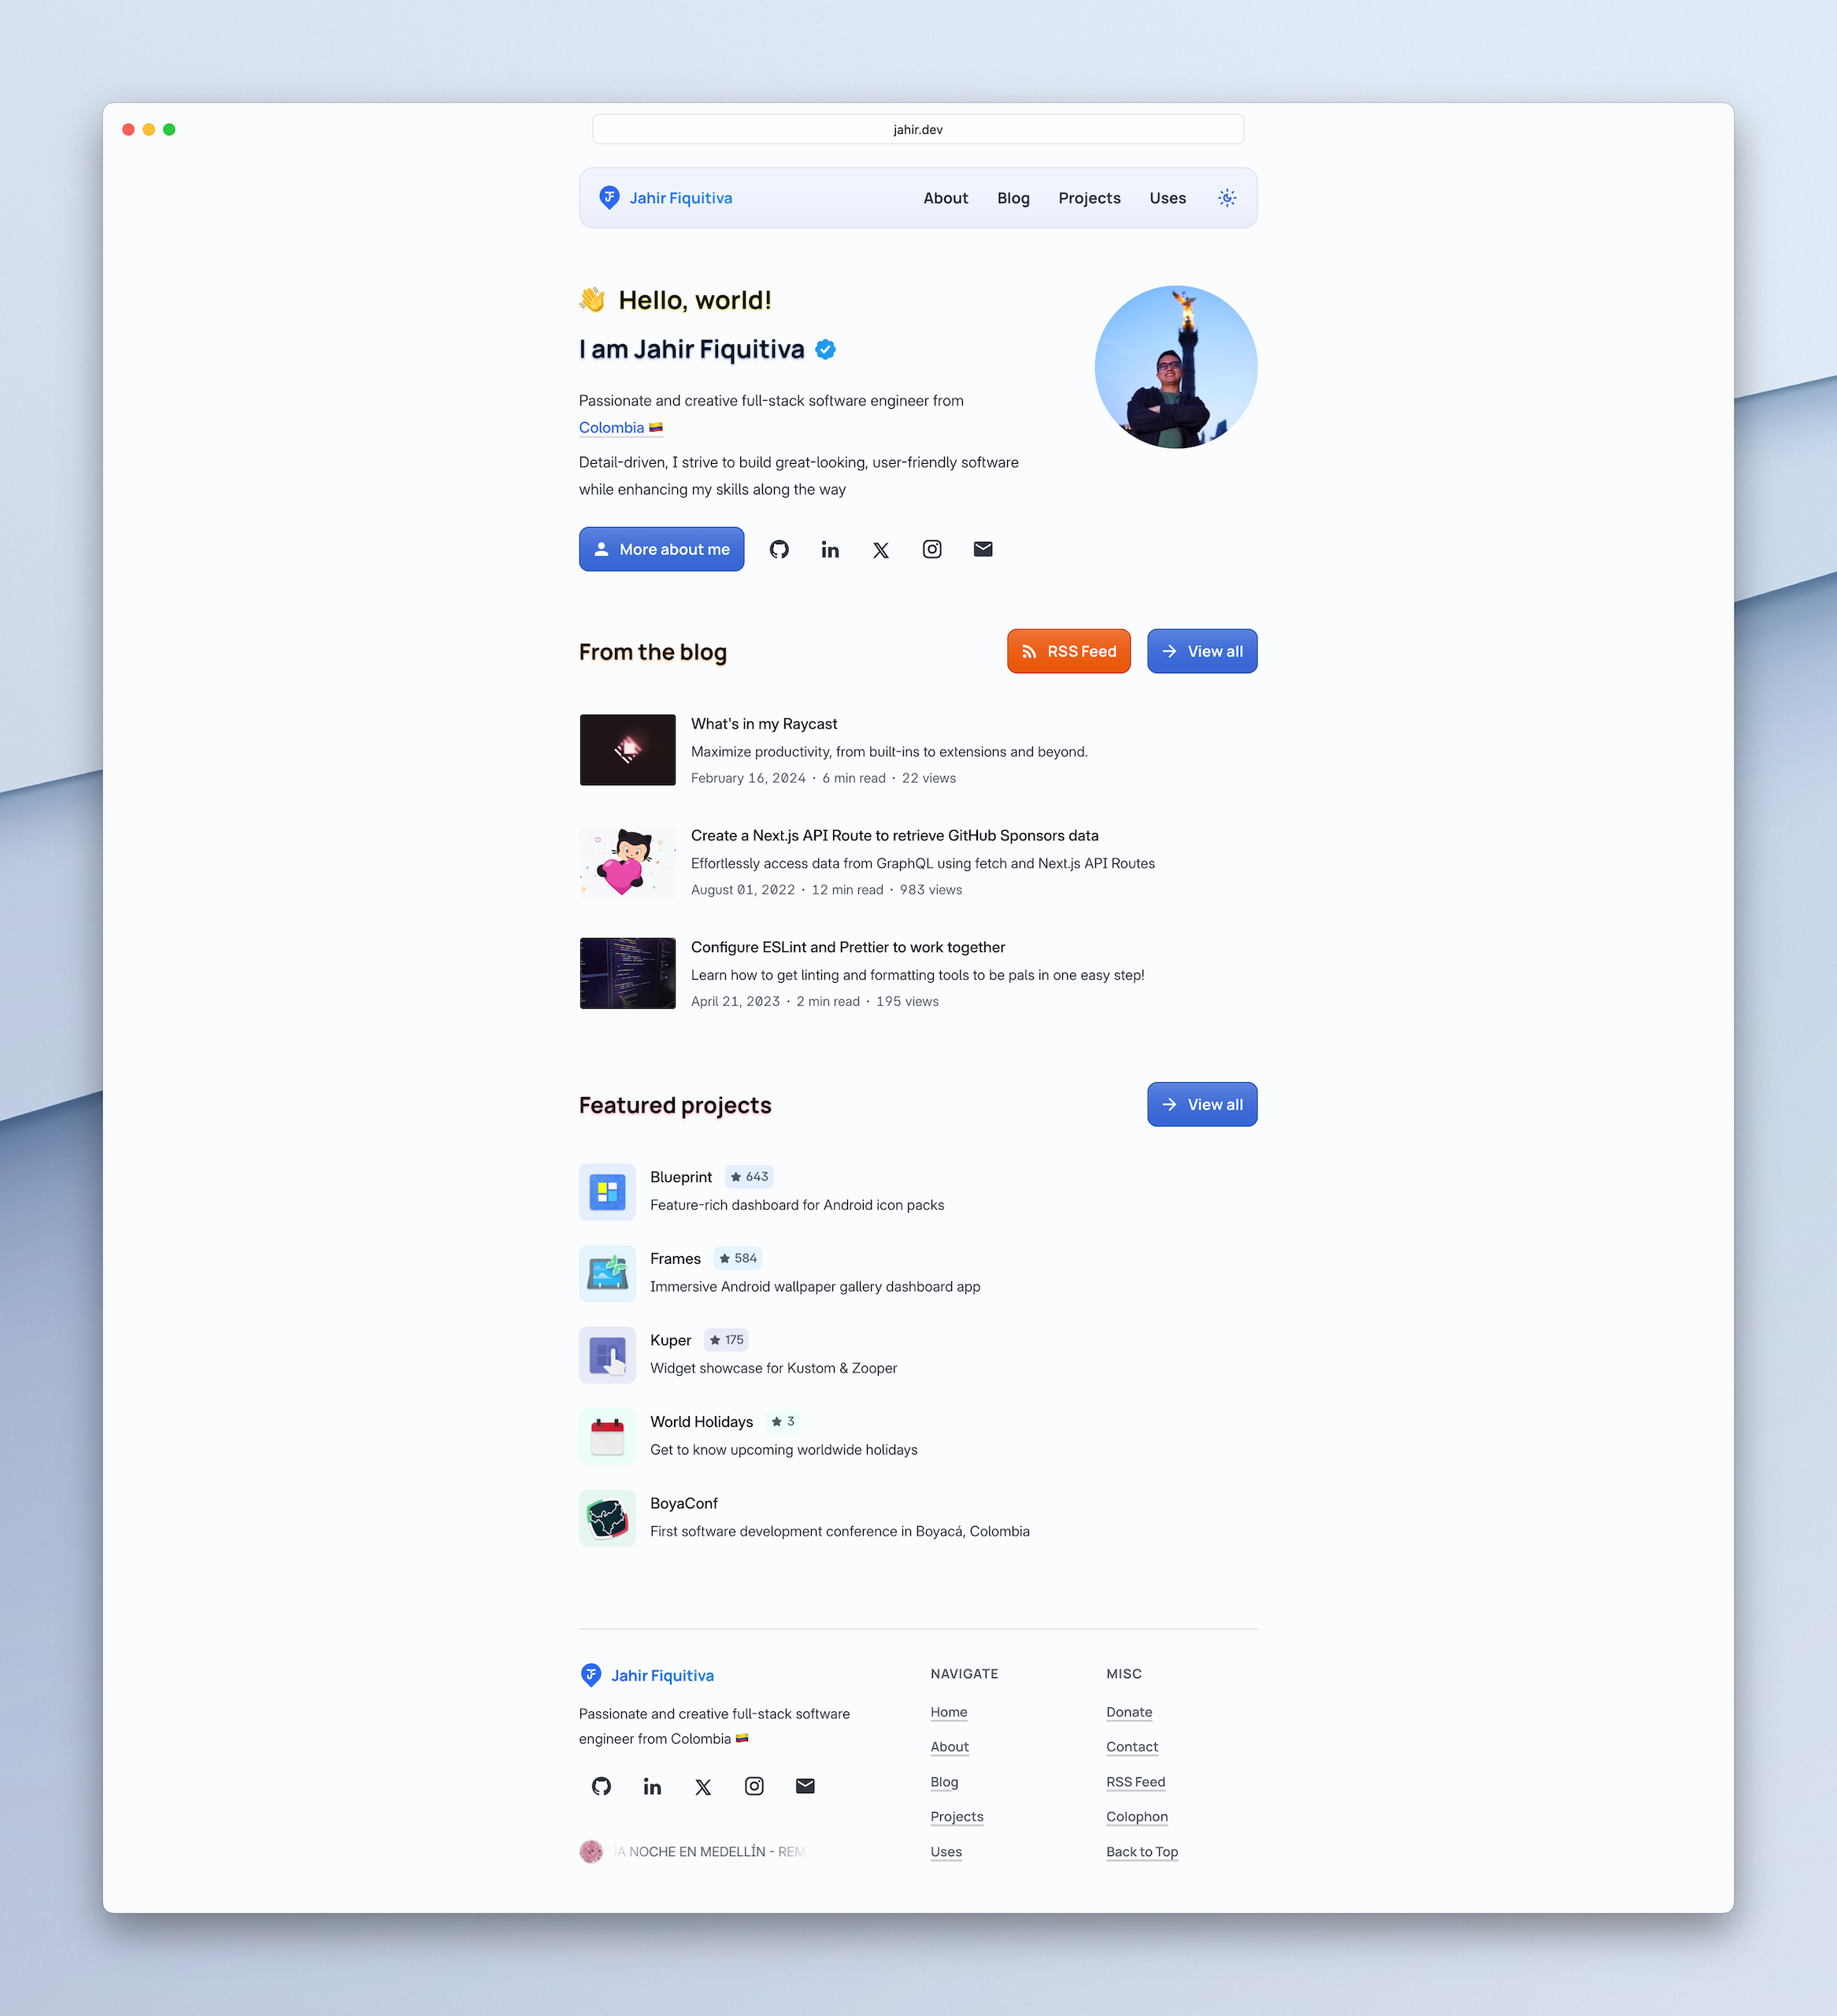 jahir.dev
Jahir Fiquitiva
About Blog Projects Uses
👋 Hello, world!
I am Jahir Fiquitiva
Passionate and creative full-stack software engineer from
Colombia 🇨🇴
Detail-driven, I strive to build great-looking, user-friendly software
while enhancing my skills along the way
More about me
From the blog
RSS Feed
View all
What's in my Raycast
Maximize productivity, from built-ins to extensions and beyond.
February 16, 2024 · 6 min read · 22 views
Create a Next.js API Route to retrieve GitHub Sponsors data
Effortlessly access data from GraphQL using fetch and Next.js API Routes
August 01, 2022 · 12 min read · 983 views
Configure ESLint and Prettier to work together
Learn how to get linting and formatting tools to be pals in one easy step!
April 21, 2023 · 2 min read · 195 views
Featured projects
View all
Blueprint ★ 643
Feature-rich dashboard for Android icon packs
Frames ★ 584
Immersive Android wallpaper gallery dashboard app
Kuper ★ 175
Widget showcase for Kustom & Zooper
World Holidays ★ 3
Get to know upcoming worldwide holidays
BoyaConf
First software development conference in Boyacá, Colombia
Jahir Fiquitiva
Passionate and creative full-stack software
engineer from Colombia 🇨🇴
NOCHE EN MEDELLÍN - REM
NAVIGATE
Home
About
Blog
Projects
Uses
MISC
Donate
Contact
RSS Feed
Colophon
Back to Top